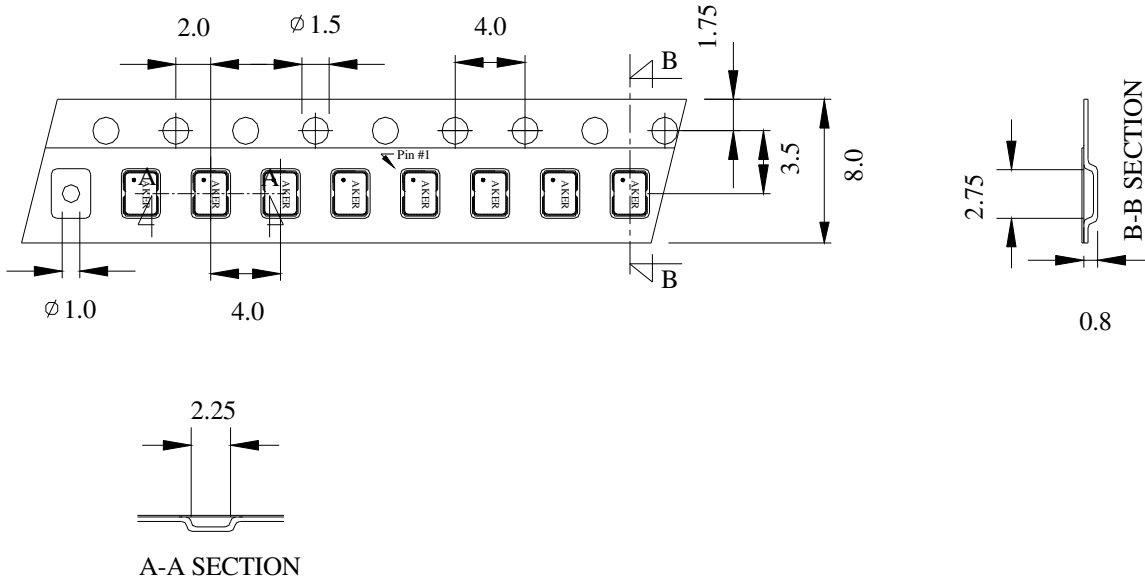 2.0
⌀ 1.5
4.0
1.75
B
Pin #1
3.5
8.0
A
A
AKER
AKER
AKER
AKER
AKER
AKER
AKER
AKER
B
⌀ 1.0
4.0
2.75
B-B SECTION
0.8
2.25
A-A SECTION